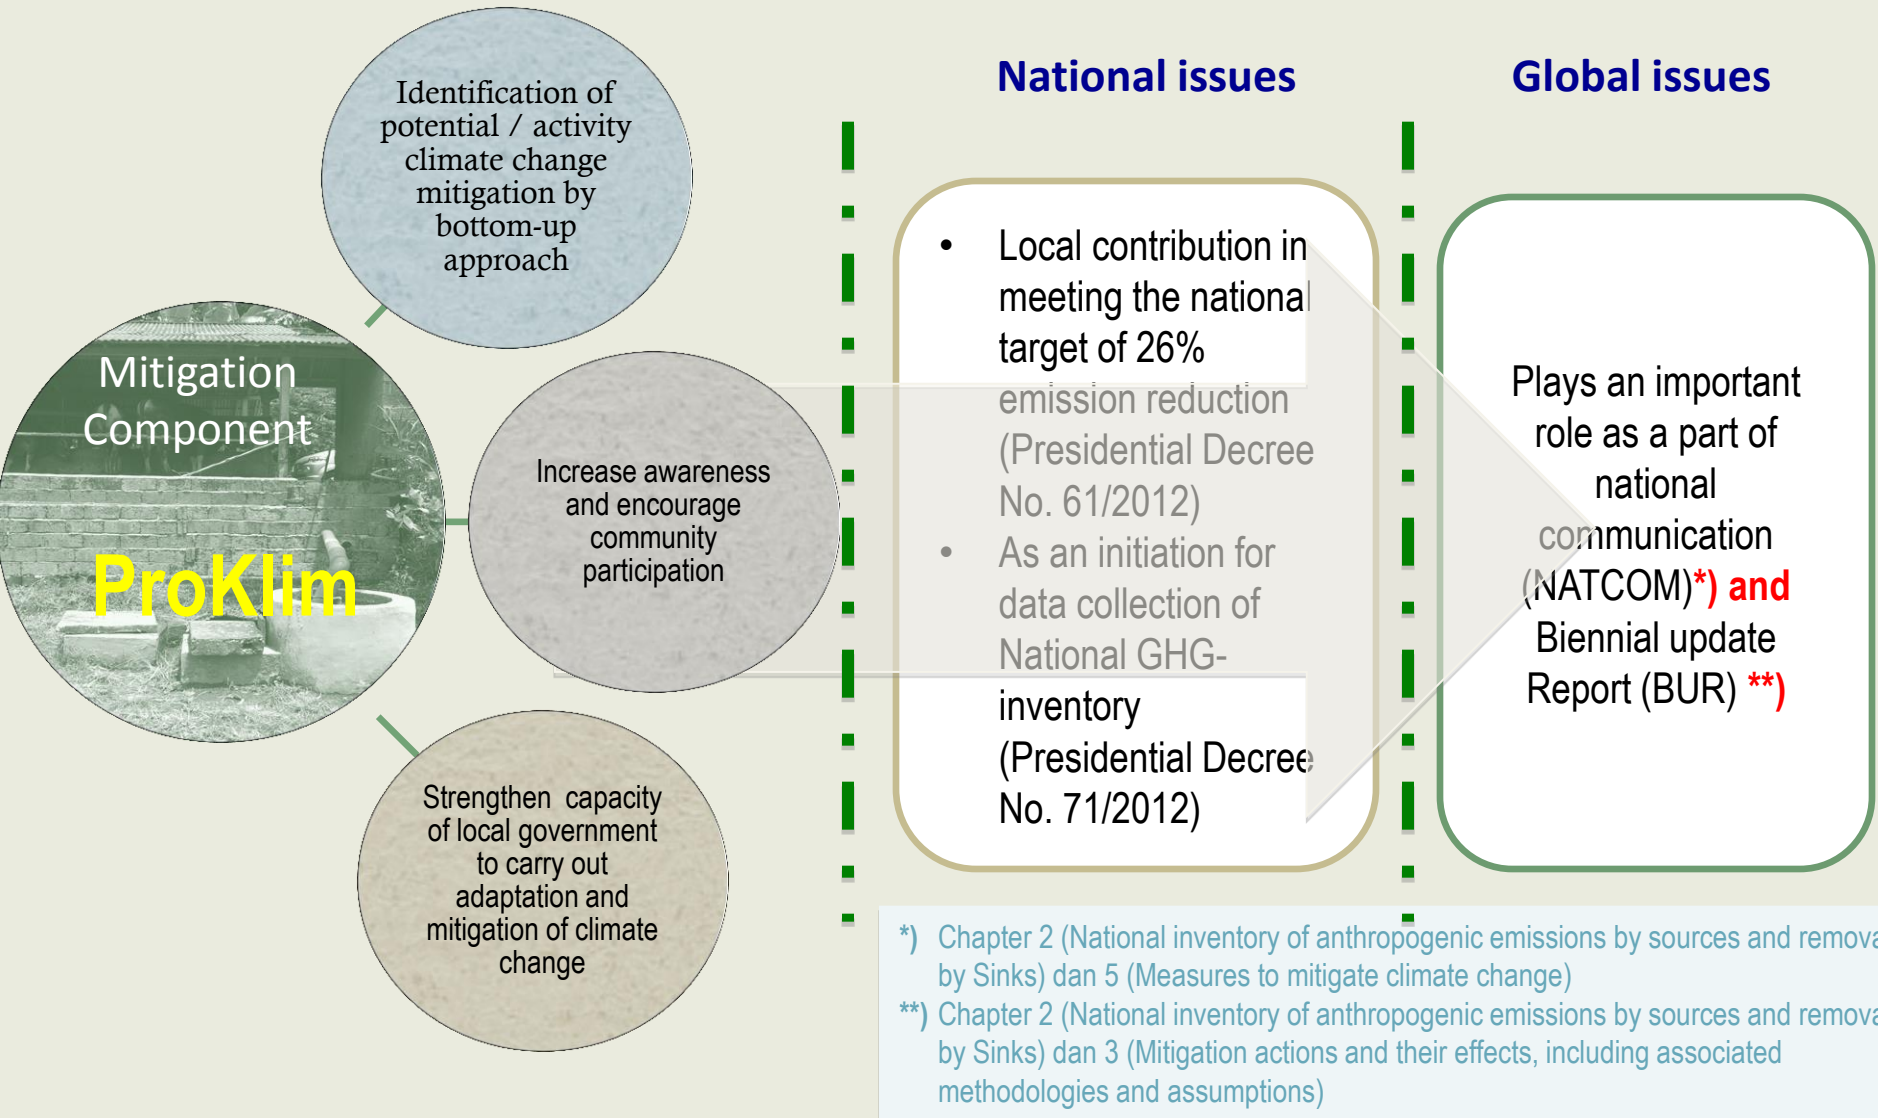 Identification of
potential / activity
climate change
mitigation by
bottom-up
approach
Mitigation
Component
ProKlim
Increase awareness
and encourage
community
participation
Strengthen capacity
of local government
to carry out
adaptation and
mitigation of climate
change
National issues
• Local contribution in
meeting the national
target of 26%
emission reduction
(Presidential Decree
No. 61/2012)
• As an initiation for
data collection of
National GHG-
inventory
(Presidential Decree
No. 71/2012)
Global issues
Plays an important
role as a part of
national
communication
(NATCOM)*) and
Biennial update
Report (BUR) **)
*) Chapter 2 (National inventory of anthropogenic emissions by sources and remova
by Sinks) dan 5 (Measures to mitigate climate change)
**) Chapter 2 (National inventory of anthropogenic emissions by sources and remova
by Sinks) dan 3 (Mitigation actions and their effects, including associated
methodologies and assumptions)